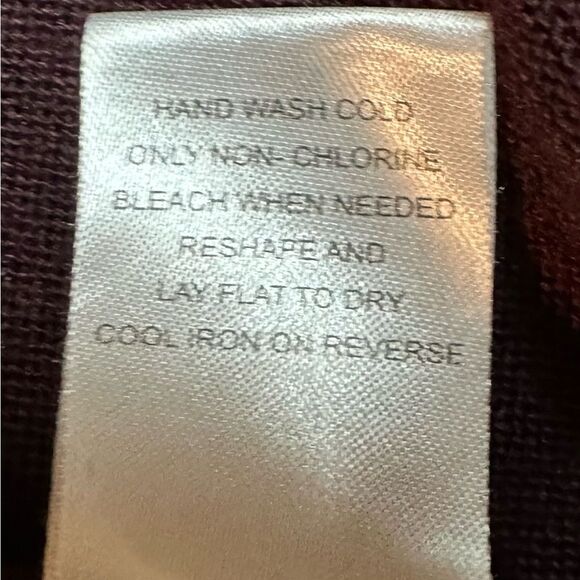 HAND WASH COLD
ONLY NON- CHLORINE
BLEACH WHEN NEEDED
RESHAPE AND
LAY FLAT TO DRY
COOL IRON ON REVERSE